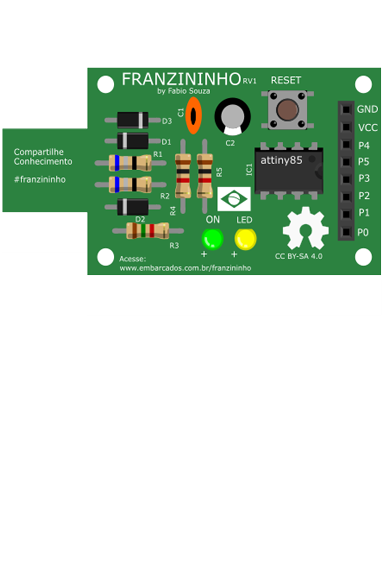 FRANZININHO RV1
by Fabio Souza
RESET
C1
C2
D3
D1
R1
R2
D2
R3
R4
R5
IC1
attiny85
GND
VCC
P4
P5
P3
P2
P1
P0
Compartilhe
Conhecimento
#franzininho
ON
LED
+
+
CC BY-SA 4.0
Acesse:
www.embarcados.com.br/franzininho